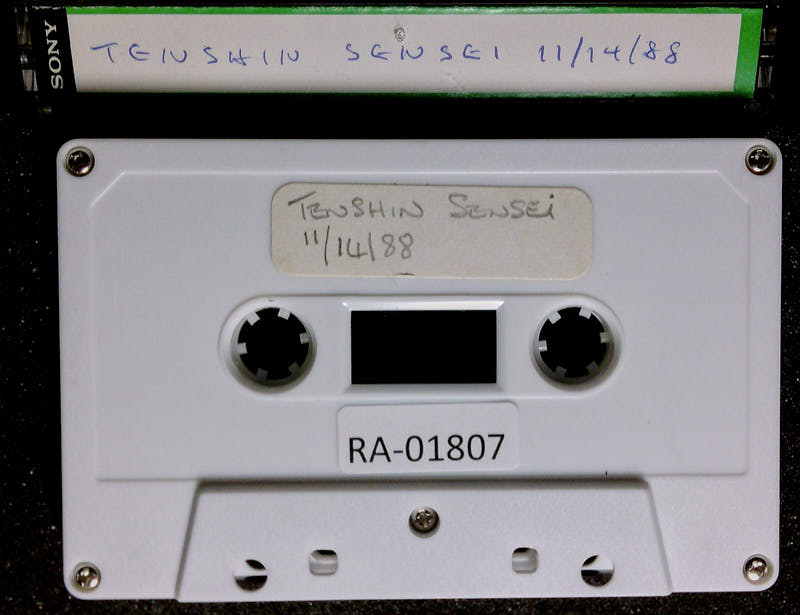 SONY
TENSHIN SENSEI 11/14/88
TENSHIN SENSEI
11/14/88
RA-01807